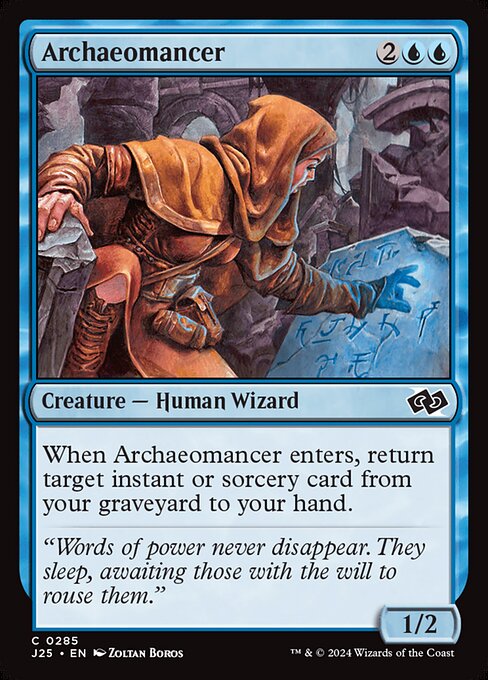 Archaeomancer 2
Creature — Human Wizard
When Archaeomancer enters, return
target instant or sorcery card from
your graveyard to your hand.
“Words of power never disappear. They
sleep, awaiting those with the will to
rouse them.”
1/2
C 0285
J25 • EN Zoltan Boros
™ & © 2024 Wizards of the Coast